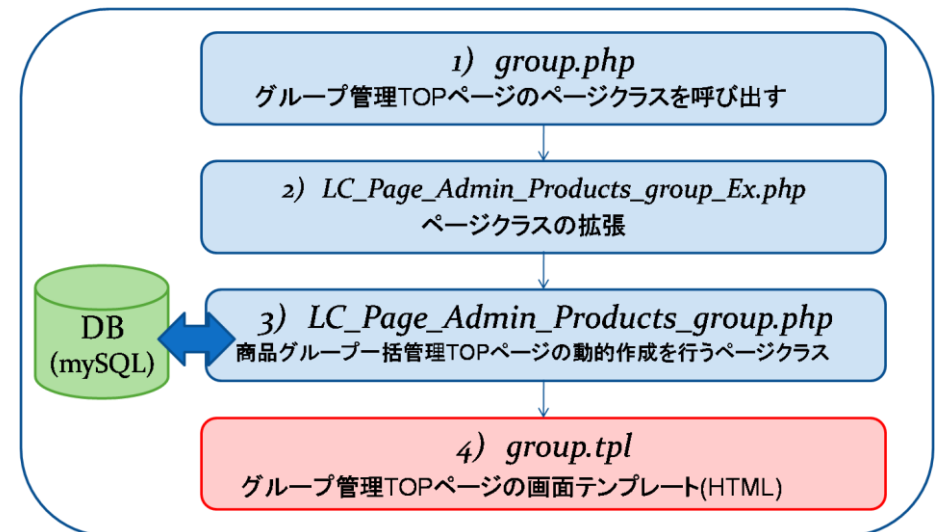 1) group.php
グループ管理TOPページのページクラスを呼び出す
2) LC_Page_Admin_Products_group_Ex.php
ページクラスの拡張
DB
(mySQL)
3) LC_Page_Admin_Products_group.php
商品グループ一括管理TOPページの動的作成を行うページクラス
4) group.tpl
グループ管理TOPページの画面テンプレート(HTML)